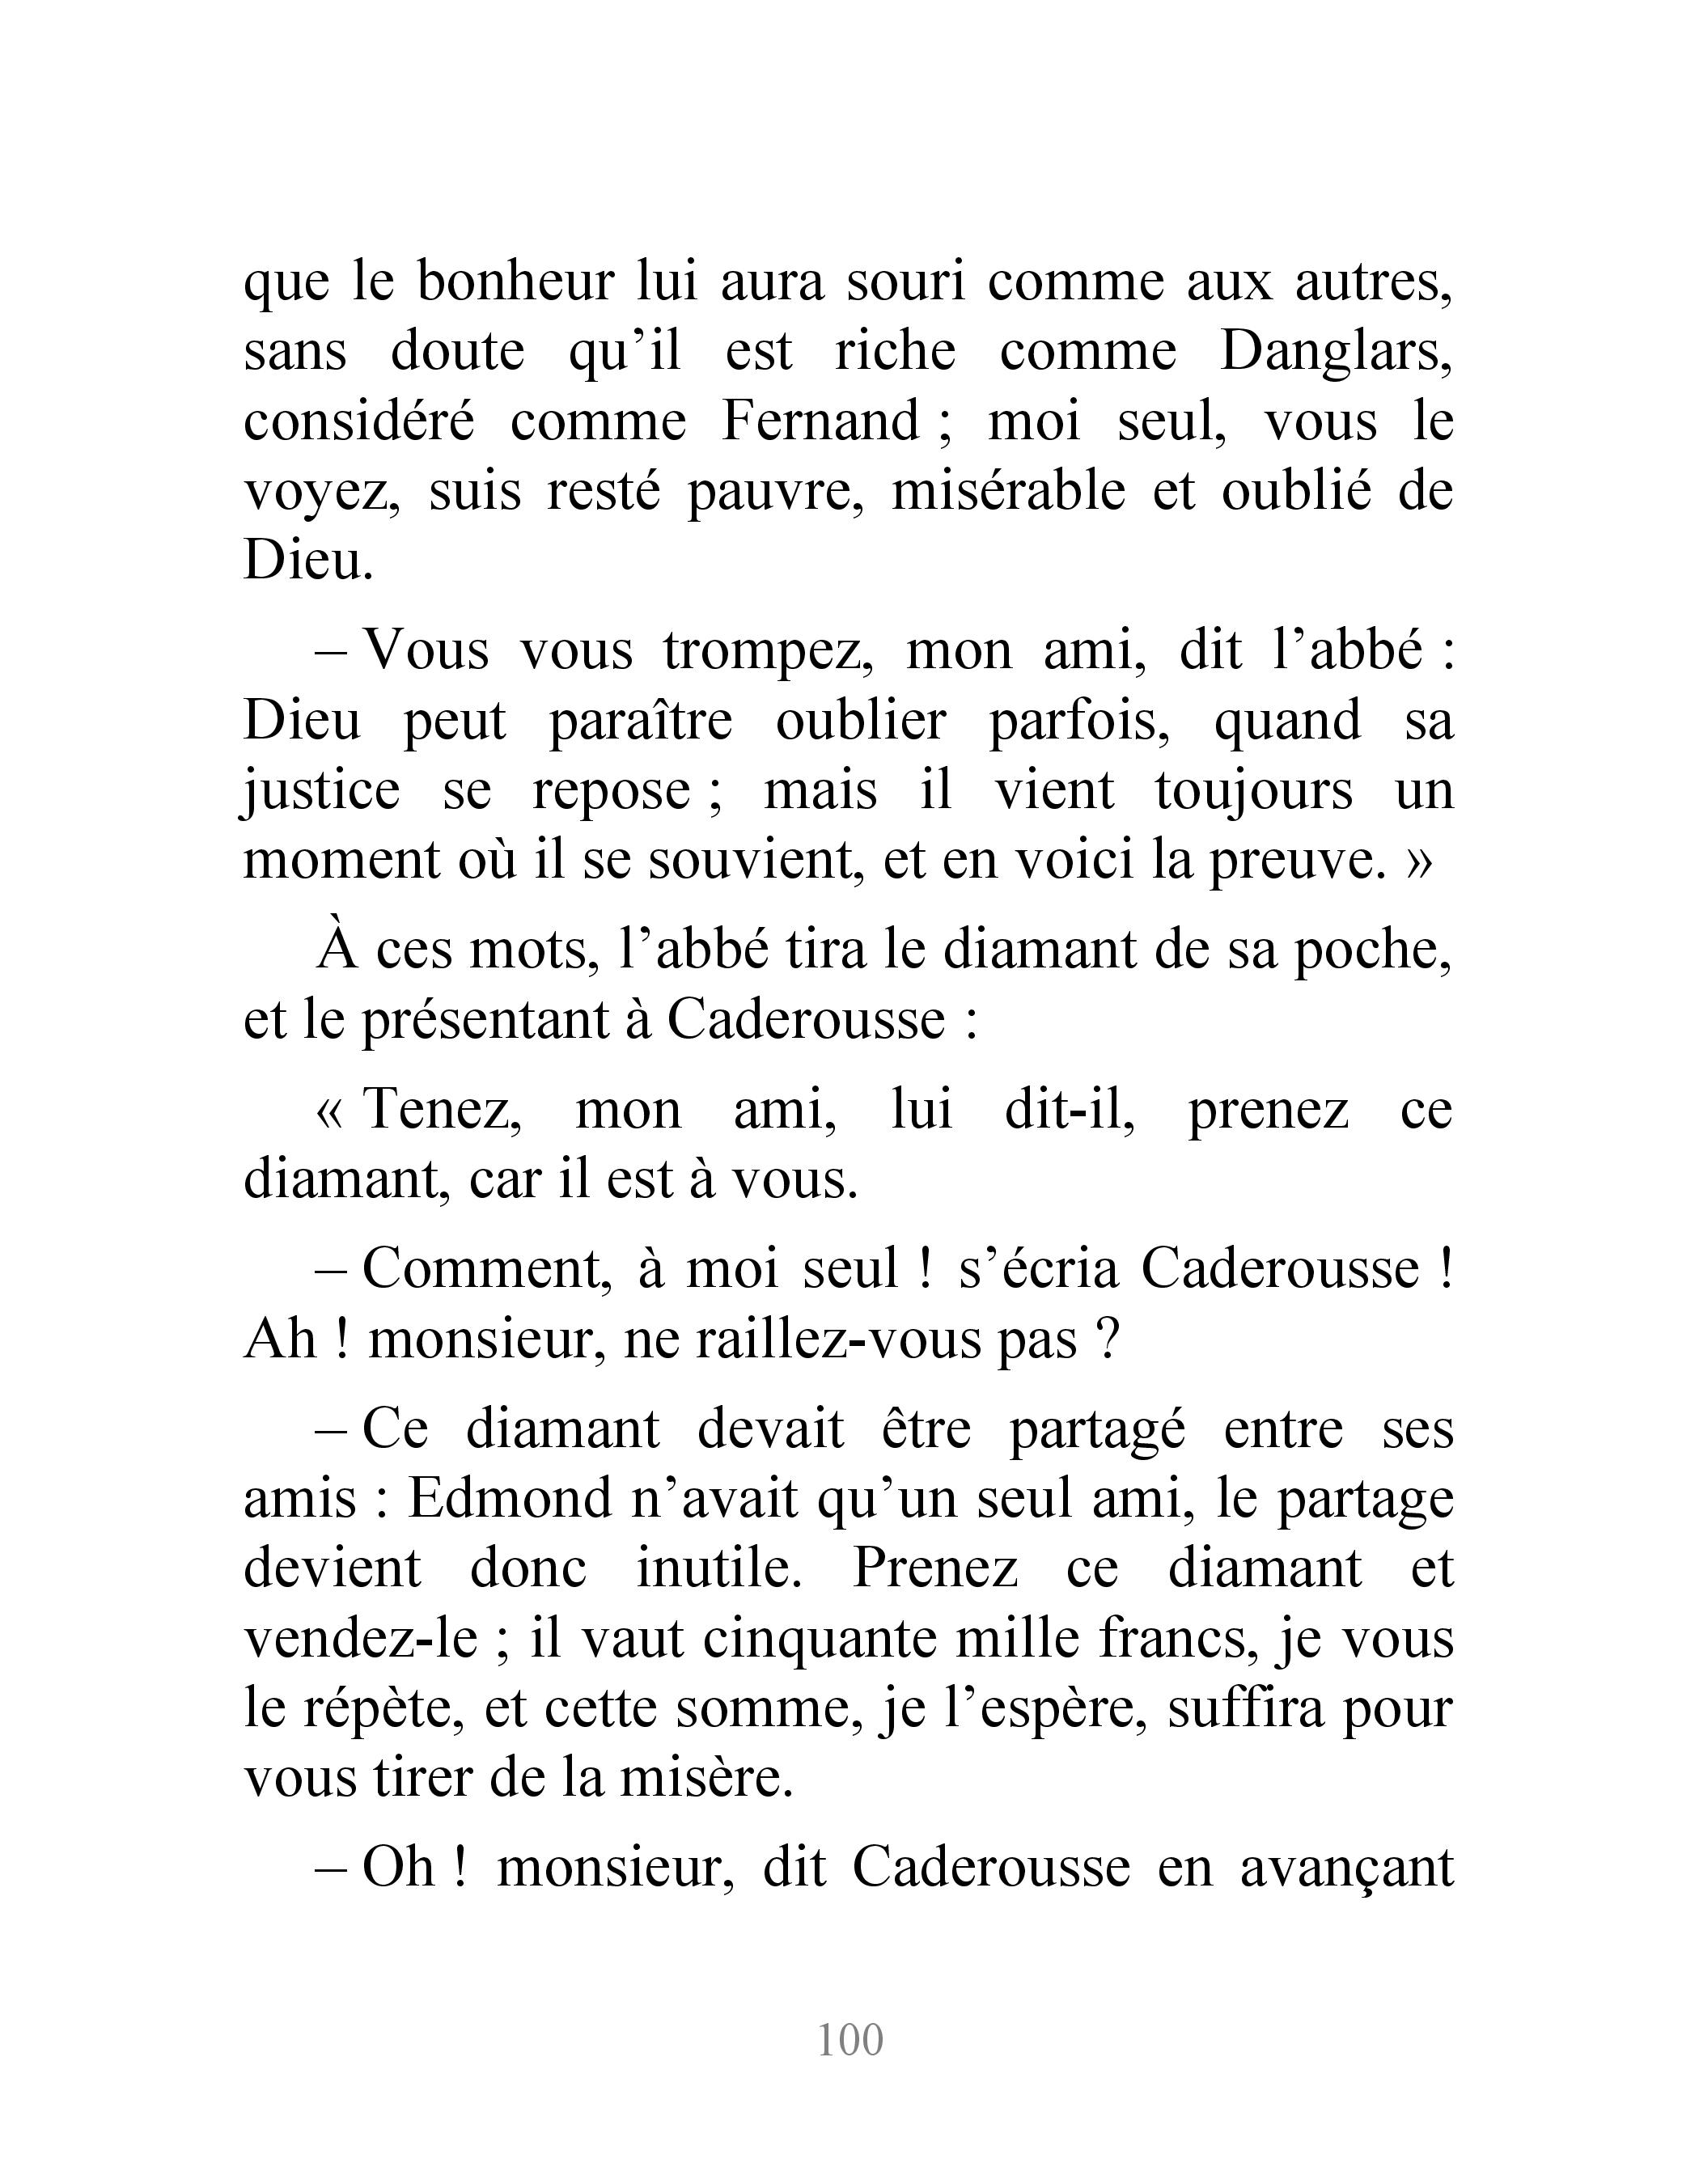 que le bonheur lui aura souri comme aux autres,
sans doute qu’il est riche comme Danglars,
considéré comme Fernand ; moi seul, vous le
voyez, suis resté pauvre, misérable et oublié de
Dieu.
– Vous vous trompez, mon ami, dit l’abbé :
Dieu peut paraître oublier parfois, quand sa
justice se repose ; mais il vient toujours un
moment où il se souvient, et en voici la preuve. »
À ces mots, l’abbé tira le diamant de sa poche,
et le présentant à Caderousse :
« Tenez, mon ami, lui dit-il, prenez ce
diamant, car il est à vous.
– Comment, à moi seul ! s’écria Caderousse !
Ah ! monsieur, ne raillez-vous pas ?
– Ce diamant devait être partagé entre ses
amis : Edmond n’avait qu’un seul ami, le partage
devient donc inutile. Prenez ce diamant et
vendez-le ; il vaut cinquante mille francs, je vous
le répète, et cette somme, je l’espère, suffira pour
vous tirer de la misère.
– Oh ! monsieur, dit Caderousse en avançant
100